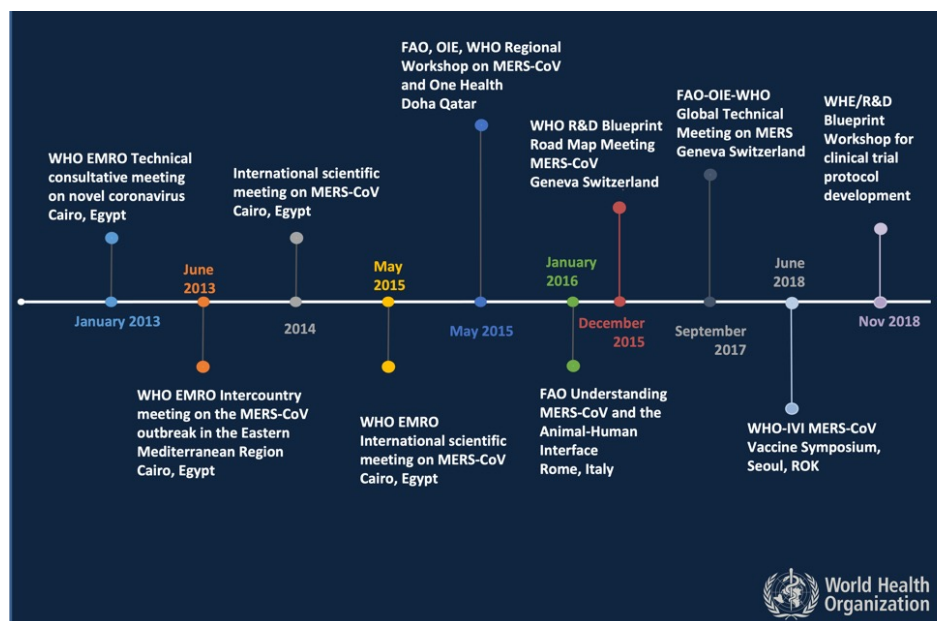 FAO, OIE, WHO Regional
Workshop on MERS-CoV
and One Health
Doha Qatar
FAO-OIE-WHO
Global Technical
Meeting on MERS
Geneva Switzerland
WHE/R&D
Blueprint
Workshop for
clinical trial
protocol
development
WHO R&D Blueprint
Road Map Meeting
MERS-CoV
Geneva Switzerland
WHO EMRO Technical
consultative meeting
on novel coronavirus
Cairo, Egypt
International scientific
meeting on MERS-CoV
Cairo, Egypt
June
2013
May
2015
January
2016
June
2018
January 2013
2014
May 2015
December
2015
September
2017
Nov 2018
WHO EMRO Intercountry
meeting on the MERS-CoV
outbreak in the Eastern
Mediterranean Region
Cairo, Egypt
WHO EMRO
International scientific
meeting on MERS-CoV
Cairo, Egypt
FAO Understanding
MERS-CoV and the
Animal-Human
Interface
Rome, Italy
WHO-IVI MERS-CoV
Vaccine Symposium,
Seoul, ROK
World Health
Organization